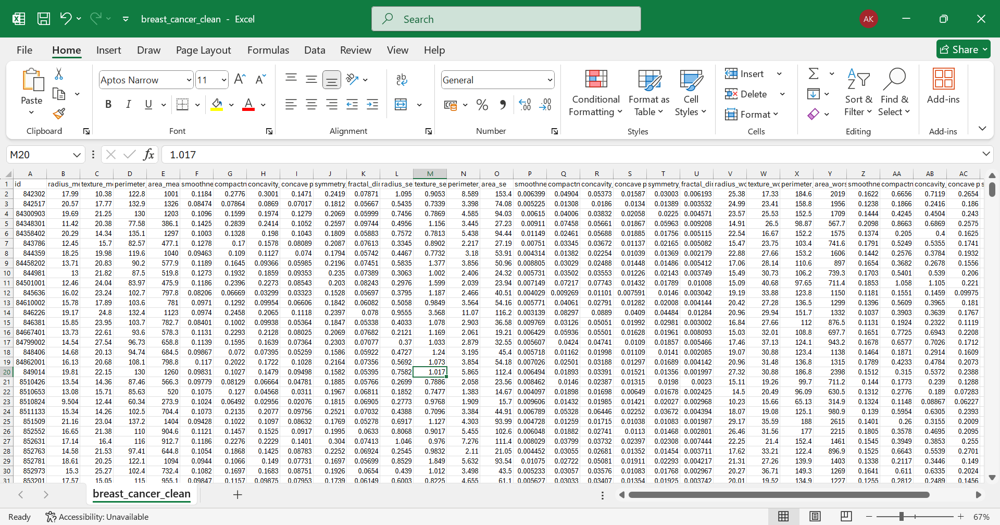 breast_cancer_clean - Excel
Search
AK
File Home Insert Draw Page Layout Formulas Data Review View Help Share
Paste Aptos Narrow 11 General Conditional Formatting Format as Table Cell Styles Insert Delete Format Sort & Filter Find & Select Add-ins
Clipboard Font Alignment Number Styles Cells Editing Add-ins
M20 fx 1.017
A B C D E F G H I J K L M N O P Q R S T U V W X Y Z AA AB AC
1 id radius_me texture_me perimeter_ area_mea smoothne compactn concavity_ concave p symmetry_ fractal_dii radius_se texture_se perimeter_ area_se smoothne compactn concavity_ concave p symmetry_ fractal_dii radius_wo texture_wo perimeter_ area_wors smoothne compactn concavity_ concave p s
2 842302 17.99 10.38 122.8 1001 0.1184 0.2776 0.3001 0.1471 0.2419 0.07871 1.095 0.9053 8.589 153.4 0.006399 0.04904 0.05373 0.01587 0.03003 0.006193 25.38 17.33 184.6 2019 0.1622 0.6656 0.7119 0.2654
3 842517 20.57 17.77 132.9 1326 0.08474 0.07864 0.0869 0.07017 0.1812 0.05667 0.5435 0.7339 3.398 74.08 0.005225 0.01308 0.0186 0.0134 0.01389 0.003532 24.99 23.41 158.8 1956 0.1238 0.1866 0.2416 0.186
4 84300903 19.69 21.25 130 1203 0.1096 0.1599 0.1974 0.1279 0.2069 0.05999 0.7456 0.7869 4.585 94.03 0.00615 0.04006 0.03832 0.02058 0.0225 0.004571 23.57 25.53 152.5 1709 0.1444 0.4245 0.4504 0.243
5 84348301 11.42 20.38 77.58 386.1 0.1425 0.2839 0.2414 0.1052 0.2597 0.09744 0.4956 1.156 3.445 27.23 0.00911 0.07458 0.05661 0.01867 0.05963 0.009208 14.91 26.5 98.87 567.7 0.2098 0.8663 0.6869 0.2575
6 84358402 20.29 14.34 135.1 1297 0.1003 0.1328 0.198 0.1043 0.1809 0.05883 0.7572 0.7813 5.438 94.44 0.01149 0.02461 0.05688 0.01885 0.01756 0.005115 22.54 16.67 152.2 1575 0.1374 0.205 0.4 0.1625
7 843786 12.45 15.7 82.57 477.1 0.1278 0.17 0.1578 0.08089 0.2087 0.07613 0.3345 0.8902 2.217 27.19 0.00751 0.03345 0.03672 0.01137 0.02165 0.005082 15.47 23.75 103.4 741.6 0.1791 0.5249 0.5355 0.1741
8 844359 18.25 19.98 119.6 1040 0.09463 0.109 0.1127 0.074 0.1794 0.05742 0.4467 0.7732 3.18 53.91 0.004314 0.01382 0.02254 0.01039 0.01369 0.002179 22.88 27.66 153.2 1606 0.1442 0.2576 0.3784 0.1932
9 84458202 13.71 20.83 90.2 577.9 0.1189 0.1645 0.09366 0.05985 0.2196 0.07451 0.5835 1.377 3.856 50.96 0.008805 0.03029 0.02488 0.01448 0.01486 0.005412 17.06 28.14 110.6 897 0.1654 0.3682 0.2678 0.1556
10 844981 13 21.82 87.5 519.8 0.1273 0.1932 0.1859 0.09353 0.235 0.07389 0.3063 1.002 2.406 24.32 0.005731 0.03502 0.03553 0.01226 0.02143 0.003749 15.49 30.73 106.2 739.3 0.1703 0.5401 0.539 0.206
11 84501001 12.46 24.04 83.97 475.9 0.1186 0.2396 0.2273 0.08543 0.203 0.08243 0.2976 1.599 2.039 23.94 0.007149 0.07217 0.07743 0.01432 0.01789 0.01008 15.09 40.68 97.65 711.4 0.1853 1.058 1.105 0.221
12 845636 16.02 23.24 102.7 797.8 0.08206 0.06669 0.03299 0.03323 0.1528 0.05697 0.3795 1.187 2.466 40.51 0.004029 0.009269 0.01101 0.007591 0.0146 0.003042 19.19 33.88 123.8 1150 0.1181 0.1551 0.1459 0.09975
13 84610002 15.78 17.89 103.6 781 0.0971 0.1292 0.09954 0.06606 0.1842 0.06082 0.5058 0.9849 3.564 54.16 0.005771 0.04061 0.02791 0.01282 0.02008 0.004144 20.42 27.28 136.5 1299 0.1396 0.5609 0.3965 0.181
14 846226 19.17 24.8 132.4 1123 0.0974 0.2458 0.2065 0.1118 0.2397 0.078 0.9555 3.568 11.07 116.2 0.003139 0.08297 0.0889 0.0409 0.04484 0.01284 20.96 29.94 151.7 1332 0.1037 0.3903 0.3639 0.1767
15 846381 15.85 23.95 103.7 782.7 0.08401 0.1002 0.09938 0.05364 0.1847 0.05338 0.4033 1.078 2.903 36.58 0.009769 0.03126 0.05051 0.01992 0.02981 0.003002 16.84 27.66 112 876.5 0.1131 0.1924 0.2322 0.1119
16 84667401 13.73 22.61 93.6 578.3 0.1131 0.2293 0.2128 0.08025 0.2069 0.07682 0.2121 1.169 2.061 19.21 0.006429 0.05936 0.05501 0.01628 0.01961 0.008093 15.03 32.01 108.8 697.7 0.1651 0.7725 0.6943 0.2208
17 84799002 14.54 27.54 96.73 658.8 0.1139 0.1595 0.1639 0.07364 0.2303 0.07077 0.37 1.033 2.879 32.55 0.005607 0.0424 0.04741 0.0109 0.01857 0.005466 17.46 37.13 124.1 943.2 0.1678 0.6577 0.7026 0.1712
18 848406 14.68 20.13 94.74 684.5 0.09867 0.072 0.07395 0.05259 0.1586 0.05922 0.4727 1.24 3.195 45.4 0.005718 0.01162 0.01998 0.01109 0.0141 0.002085 19.07 30.88 123.4 1138 0.1464 0.1871 0.2914 0.1609
19 84862001 16.13 20.68 108.1 798.8 0.117 0.2022 0.1722 0.1028 0.2164 0.07356 0.5692 1.073 3.854 54.18 0.007026 0.02501 0.03188 0.01297 0.01689 0.004142 20.96 31.48 136.8 1315 0.1789 0.4233 0.4784 0.2073
20 849014 19.81 22.15 130 1260 0.09831 0.1027 0.1479 0.09498 0.1582 0.05395 0.7582 1.017 5.865 112.4 0.006494 0.01893 0.03391 0.01521 0.01356 0.001997 27.32 30.88 186.8 2398 0.1512 0.315 0.5372 0.2388
21 8510426 13.54 14.36 87.46 566.3 0.09779 0.08129 0.06664 0.04781 0.1885 0.05766 0.2699 0.7886 2.058 23.56 0.008462 0.0146 0.02387 0.01315 0.0198 0.0023 15.11 19.26 99.7 711.2 0.144 0.1773 0.239 0.1288
22 8510653 13.08 15.71 85.63 520 0.1075 0.127 0.04568 0.0311 0.1967 0.06811 0.1852 0.7477 1.383 14.67 0.004097 0.01898 0.01698 0.00649 0.01678 0.002425 14.5 20.49 96.09 630.5 0.1312 0.2776 0.189 0.07283
23 8510824 9.504 12.44 60.34 273.9 0.1024 0.06492 0.02956 0.02076 0.1815 0.06905 0.2773 0.9768 1.909 15.7 0.009606 0.01432 0.01985 0.01421 0.02027 0.002968 10.23 15.66 65.13 314.9 0.1324 0.1148 0.08867 0.06227
24 8511133 15.34 14.26 102.5 704.4 0.1073 0.2135 0.2077 0.09756 0.2521 0.07032 0.4388 0.7096 3.384 44.91 0.006789 0.05328 0.06446 0.02252 0.03672 0.004394 18.07 19.08 125.1 980.9 0.139 0.5954 0.6305 0.2393
25 851509 21.16 23.04 137.2 1404 0.09428 0.1022 0.1097 0.08632 0.1769 0.05278 0.6917 1.127 4.303 93.99 0.004728 0.01259 0.01715 0.01038 0.01083 0.001987 29.17 35.59 188 2615 0.1401 0.26 0.3155 0.2009
26 852552 16.65 21.38 110 904.6 0.1121 0.1457 0.1525 0.0917 0.1995 0.0633 0.8068 0.9017 5.455 102.6 0.006048 0.01882 0.02741 0.0113 0.01468 0.002801 26.46 31.56 177 2215 0.1805 0.3578 0.4695 0.2095
27 852631 17.14 16.4 116 912.7 0.1186 0.2276 0.2229 0.1401 0.304 0.07413 1.046 0.976 7.276 111.4 0.008029 0.03799 0.03732 0.02397 0.02308 0.007444 22.25 21.4 152.4 1461 0.1545 0.3949 0.3853 0.255
28 852763 14.58 21.53 97.41 644.8 0.1054 0.1868 0.1425 0.08783 0.2252 0.06924 0.2545 0.9832 2.11 21.05 0.004452 0.03055 0.02681 0.01352 0.01454 0.003711 17.62 33.21 122.4 896.9 0.1525 0.6643 0.5539 0.2701
29 852781 18.61 20.25 122.1 1094 0.0944 0.1066 0.149 0.07731 0.1697 0.05699 0.8529 1.849 5.632 93.54 0.01075 0.02722 0.05081 0.01911 0.02293 0.004217 21.31 27.26 139.9 1403 0.1338 0.2117 0.3446 0.149
30 852973 15.3 25.27 102.4 732.4 0.1082 0.1697 0.1683 0.08751 0.1926 0.0654 0.439 1.012 3.498 43.5 0.005233 0.03057 0.03576 0.01083 0.01768 0.002967 20.27 36.71 149.3 1269 0.1641 0.611 0.6335 0.2024
31 853201 17.57 15.05 115 955.1 0.09847 0.1157 0.09875 0.07953 0.1739 0.06149 0.6003 0.8225 4.655 61.1 0.005627 0.03033 0.03407 0.01354 0.01925 0.003742 20.01 19.52 134.9 1227 0.1255 0.2812 0.2489 0.1456
breast_cancer_clean
Ready Accessibility: Unavailable 67%